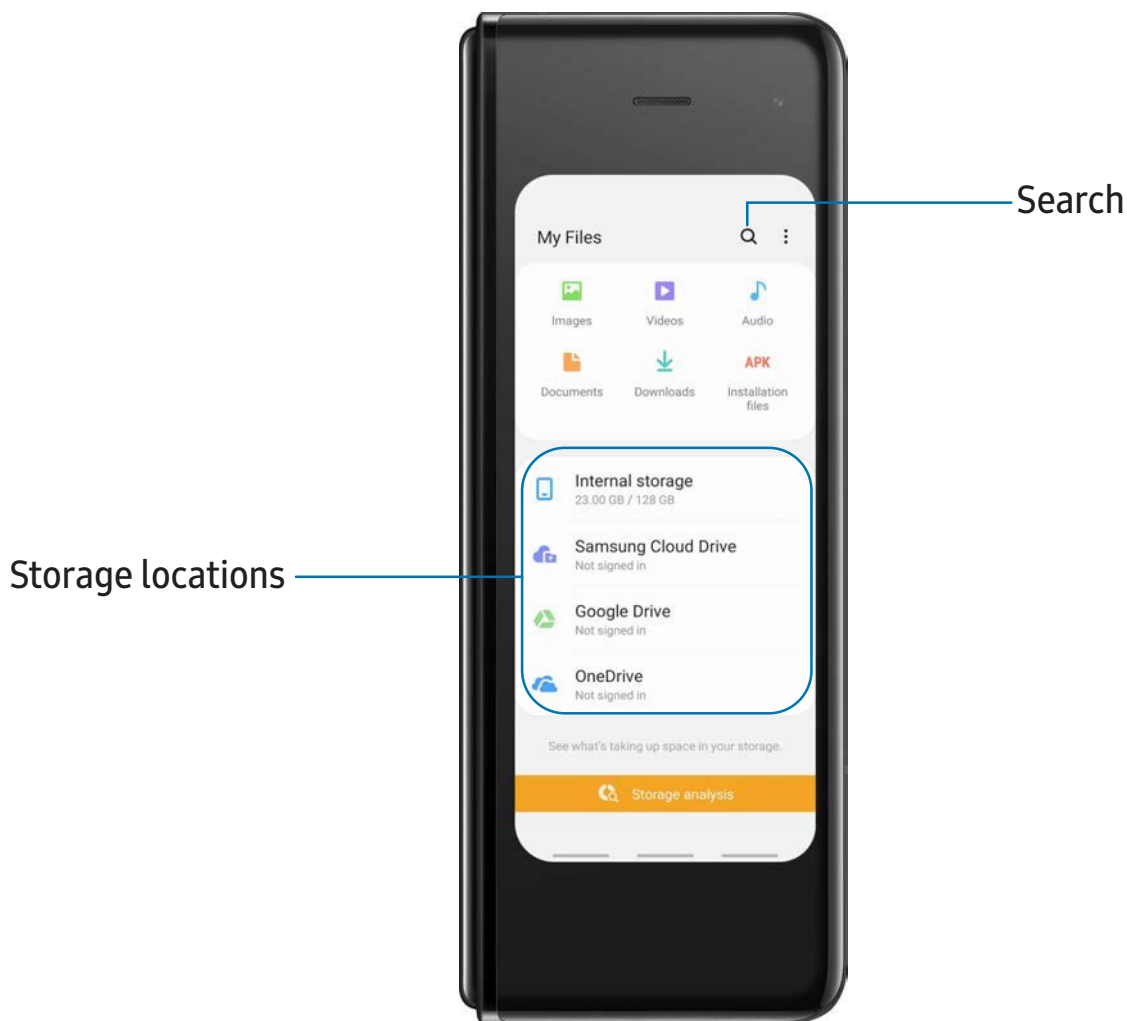 Search
My Files
Images Videos Audio
APK
Documents Downloads Installation
files
Internal storage
23.00 GB / 128 GB
Samsung Cloud Drive
Not signed in
Storage locations
Google Drive
Not signed in
OneDrive
Not signed in
See what's taking up space in your storage.
Storage analysis